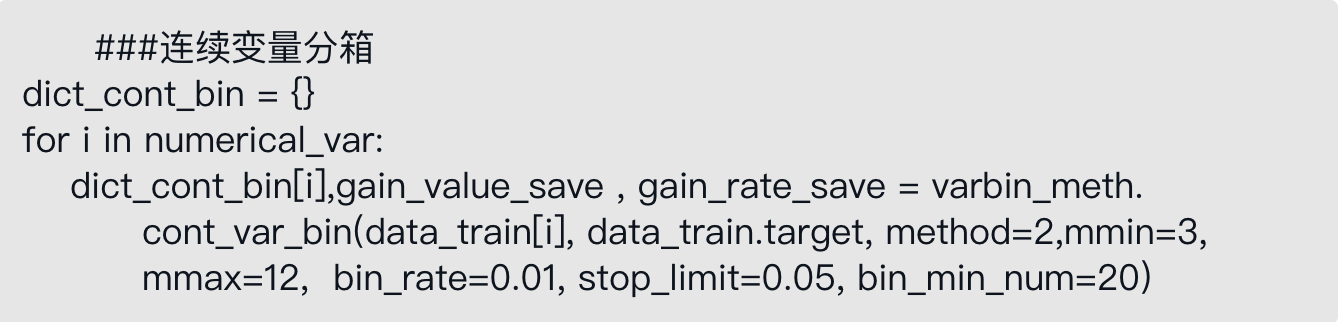 ###连续变量分箱
dict_cont_bin = {}
for i in numerical_var:
dict_cont_bin[i],gain_value_save , gain_rate_save = varbin_meth.
cont_var_bin(data_train[i], data_train.target, method=2,mmin=3,
mmax=12,  bin_rate=0.01, stop_limit=0.05, bin_min_num=20)